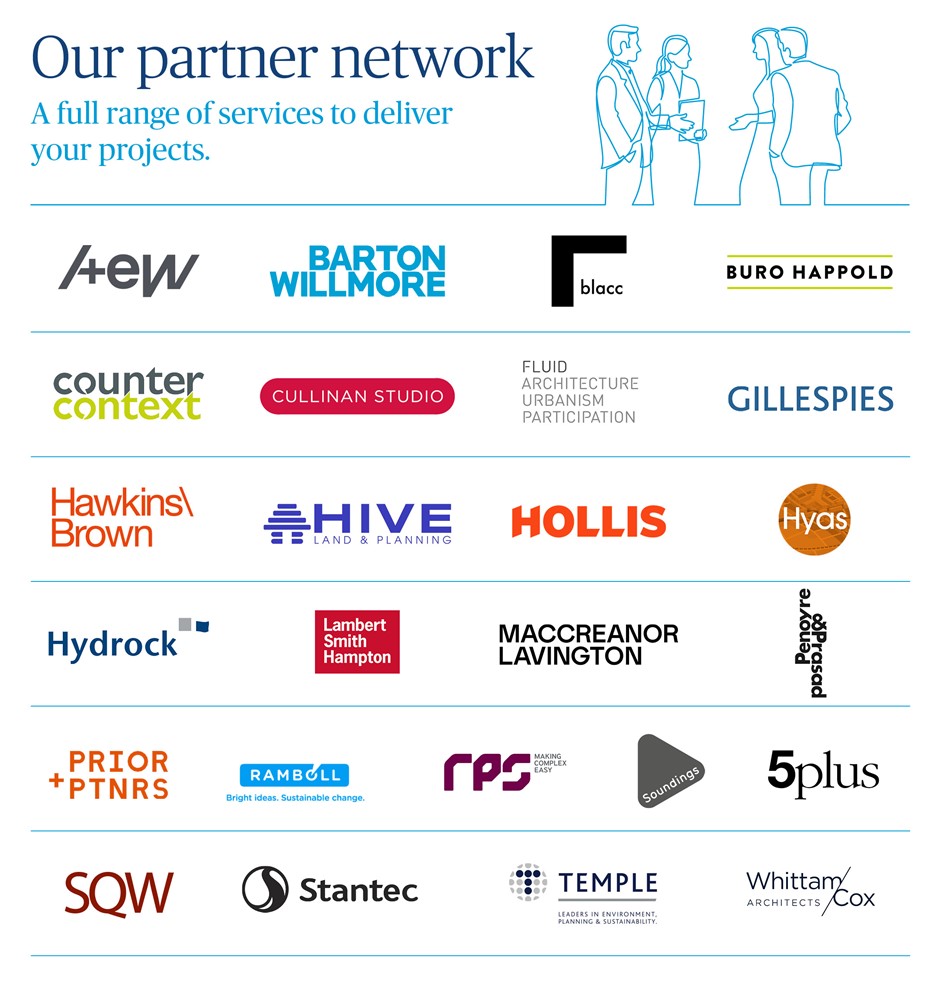 Our partner network
A full range of services to deliver
your projects.
A+ew
BARTON
WILLMORE
blacc
BURO HAPPOLD
counter
context
CULLINAN STUDIO
FLUID
ARCHITECTURE
URBANISM
PARTICIPATION
GILLESPIES
Hawkins\
Brown
HIVE
LAND & PLANNING
HOLLIS
Hyas
Hydrock
Lambert
Smith
Hampton
MACCREANOR
LAVINGTON
Penoyre
&Prasad
PRIOR
+PTNRS
RAMBOLL
Bright ideas. Sustainable change.
rps
MAKING
COMPLEX
EASY
Soundings
5plus
SQW
Stantec
TEMPLE
LEADERS IN ENVIRONMENT,
PLANNING & SUSTAINABILITY.
Whittam/
ARCHITECTS /Cox